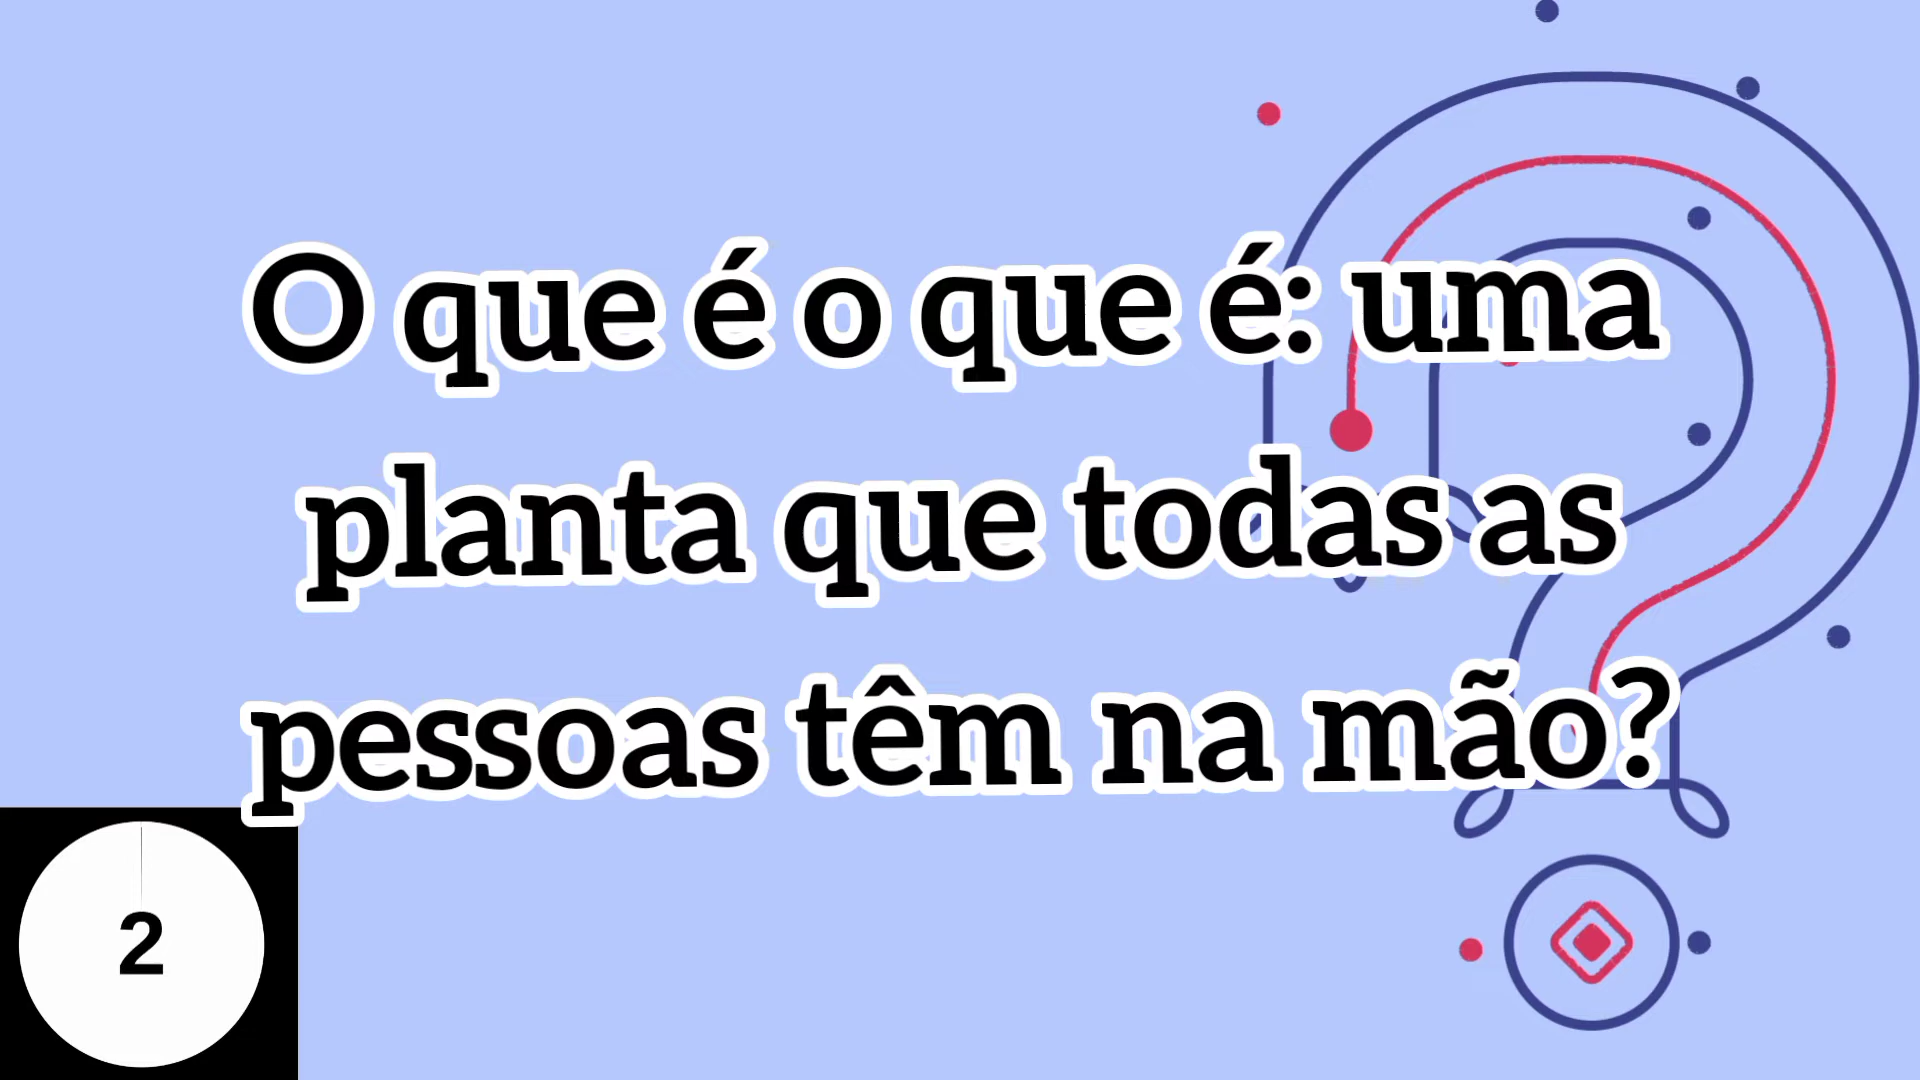 O que é o que é: uma
planta que todas as
pessoas têm na mão?
2